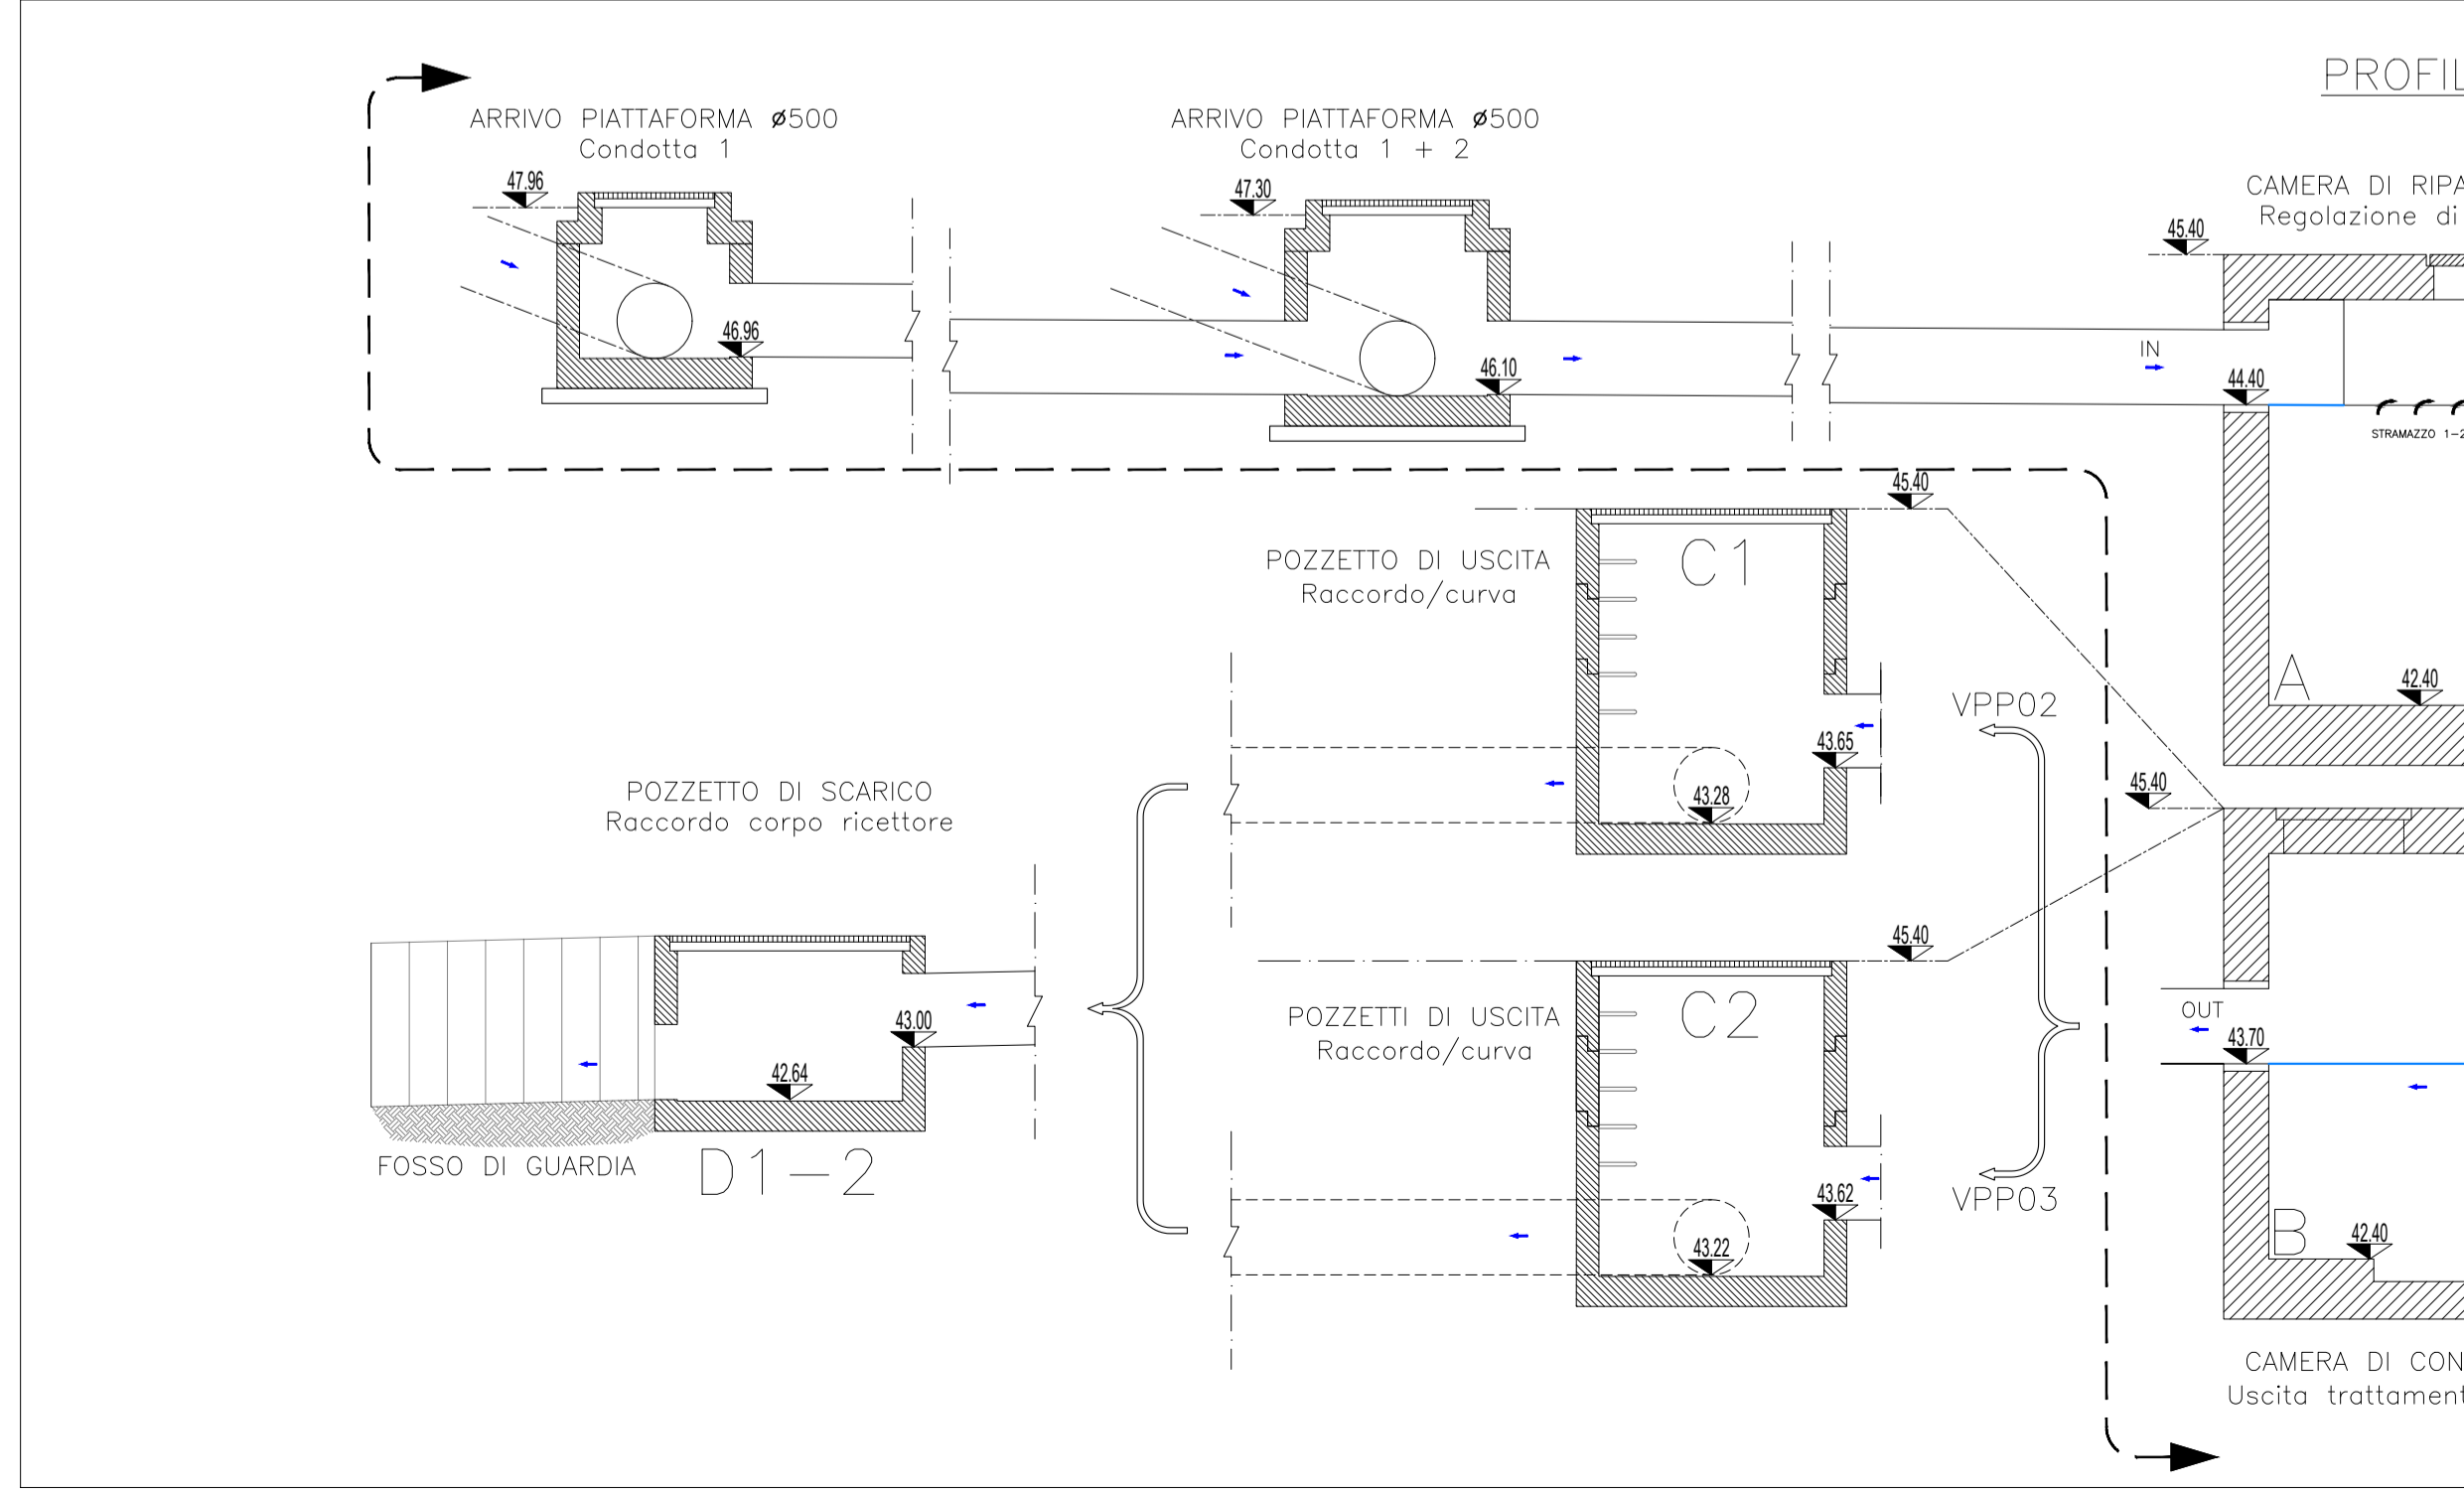 PROFIL
ARRIVO PIATTAFORMA ø500
Condotta 1
47.96
46.96
ARRIVO PIATTAFORMA ø500
Condotta 1 + 2
47.30
46.10
CAMERA DI RIPA
Regolazione di
45.40
IN
44.40
STRAMAZZO 1-2
A
42.40
45.40
POZZETTO DI USCITA
Raccordo/curva
C1
43.65
43.28
VPP02
45.40
POZZETTO DI SCARICO
Raccordo corpo ricettore
43.00
42.64
FOSSO DI GUARDIA
D1-2
45.40
POZZETTI DI USCITA
Raccordo/curva
C2
43.62
43.22
VPP03
OUT
43.70
B
42.40
CAMERA DI CON
Uscita trattament